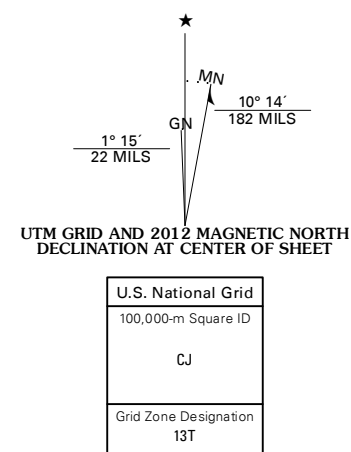 ★
MN
10° 14´
182 MILS
GN
1° 15´
22 MILS
UTM GRID AND 2012 MAGNETIC NORTH
DECLINATION AT CENTER OF SHEET
U.S. National Grid
100,000-m Square ID
CJ
Grid Zone Designation
13T